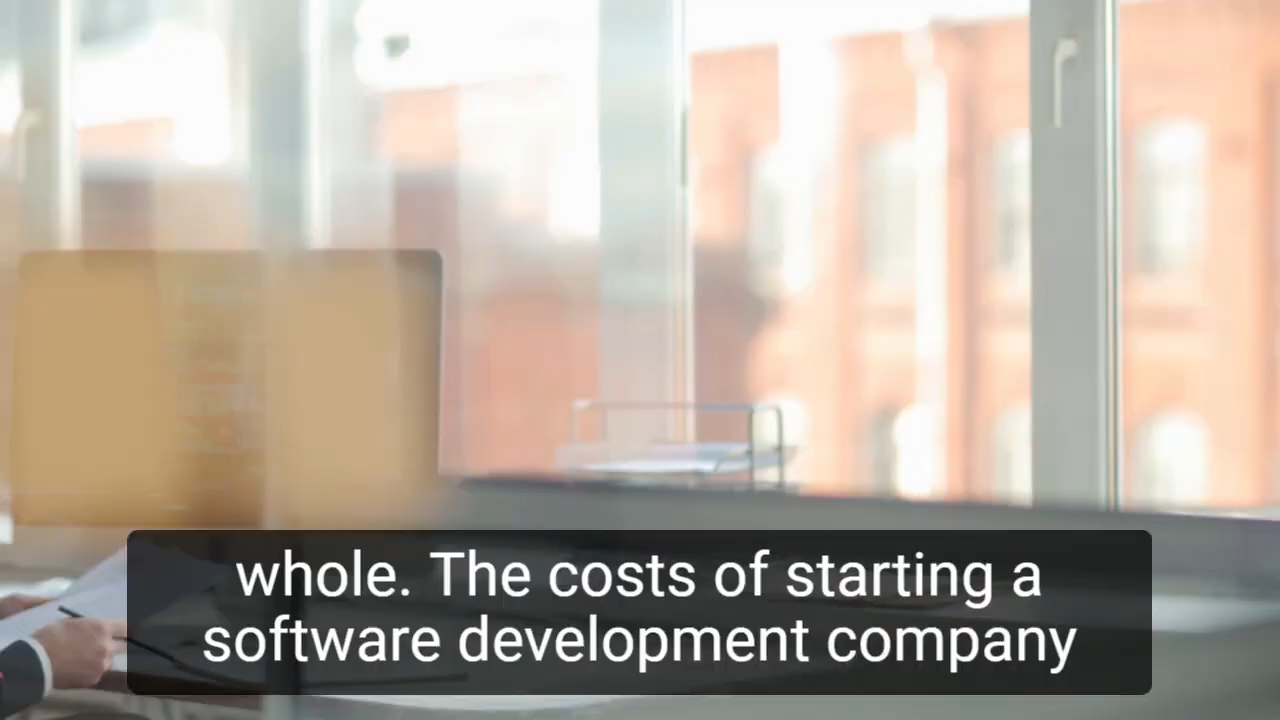 whole. The costs of starting a
software development company